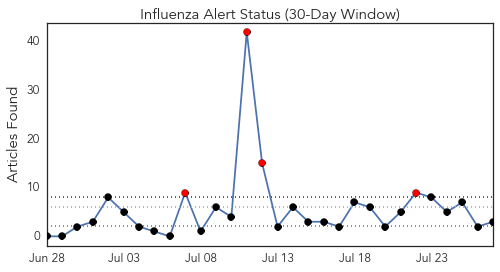 Influenza Alert Status (30-Day Window)
Articles Found
40
30
20
10
0
Jun 28 Jul 03 Jul 08 Jul 13 Jul 18 Jul 23